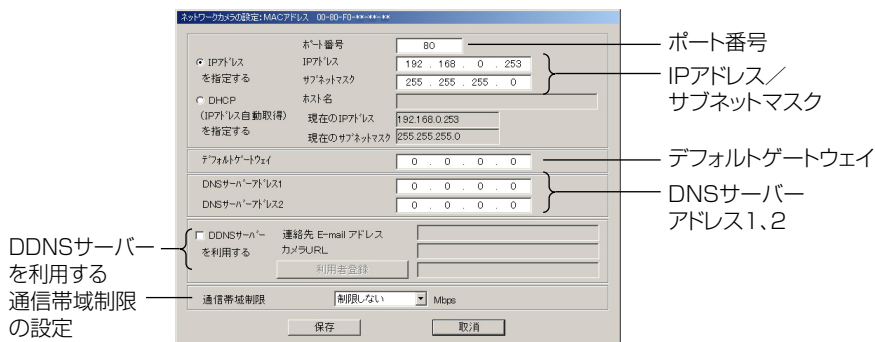 ネットワークカメラの設定:MACアドレス 00-80-F0-**-**-**
ポート番号 80
IPアドレス
を指定する
IPアドレス 192 . 168 . 0 . 253
サブネットマスク 255 . 255 . 255 . 0
DHCP
(IPアドレス自動取得)
を指定する
ホスト名
現在のIPアドレス 192.168.0.253
現在のサブネットマスク 255.255.255.0
デフォルトゲートウェイ 0 . 0 . 0 . 0
DNSサーバーアドレス1 0 . 0 . 0 . 0
DNSサーバーアドレス2 0 . 0 . 0 . 0
DDNSサーバー
を利用する
連絡先 E-mail アドレス
カメラURL
利用者登録
通信帯域制限 制限しない Mbps
保存 取消
ポート番号
IPアドレス／
サブネットマスク
デフォルトゲートウェイ
DNSサーバー
アドレス1、2
DDNSサーバー
を利用する
通信帯域制限
の設定